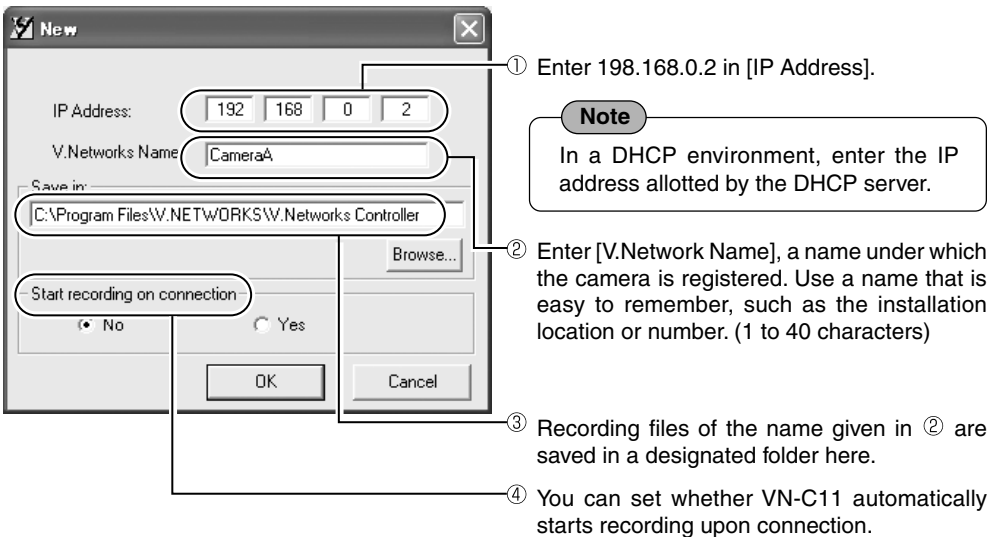 New
IP Address: 192 168 0 2
V.Networks Name CameraA
Save in:
C:\Program Files\V.NETWORKS\V.Networks Controller
Browse...
Start recording on connection
No Yes
OK Cancel
① Enter 198.168.0.2 in [IP Address].
Note
In a DHCP environment, enter the IP
address allotted by the DHCP server.
② Enter [V.Network Name], a name under which
the camera is registered. Use a name that is
easy to remember, such as the installation
location or number. (1 to 40 characters)
③ Recording files of the name given in ② are
saved in a designated folder here.
④ You can set whether VN-C11 automatically
starts recording upon connection.